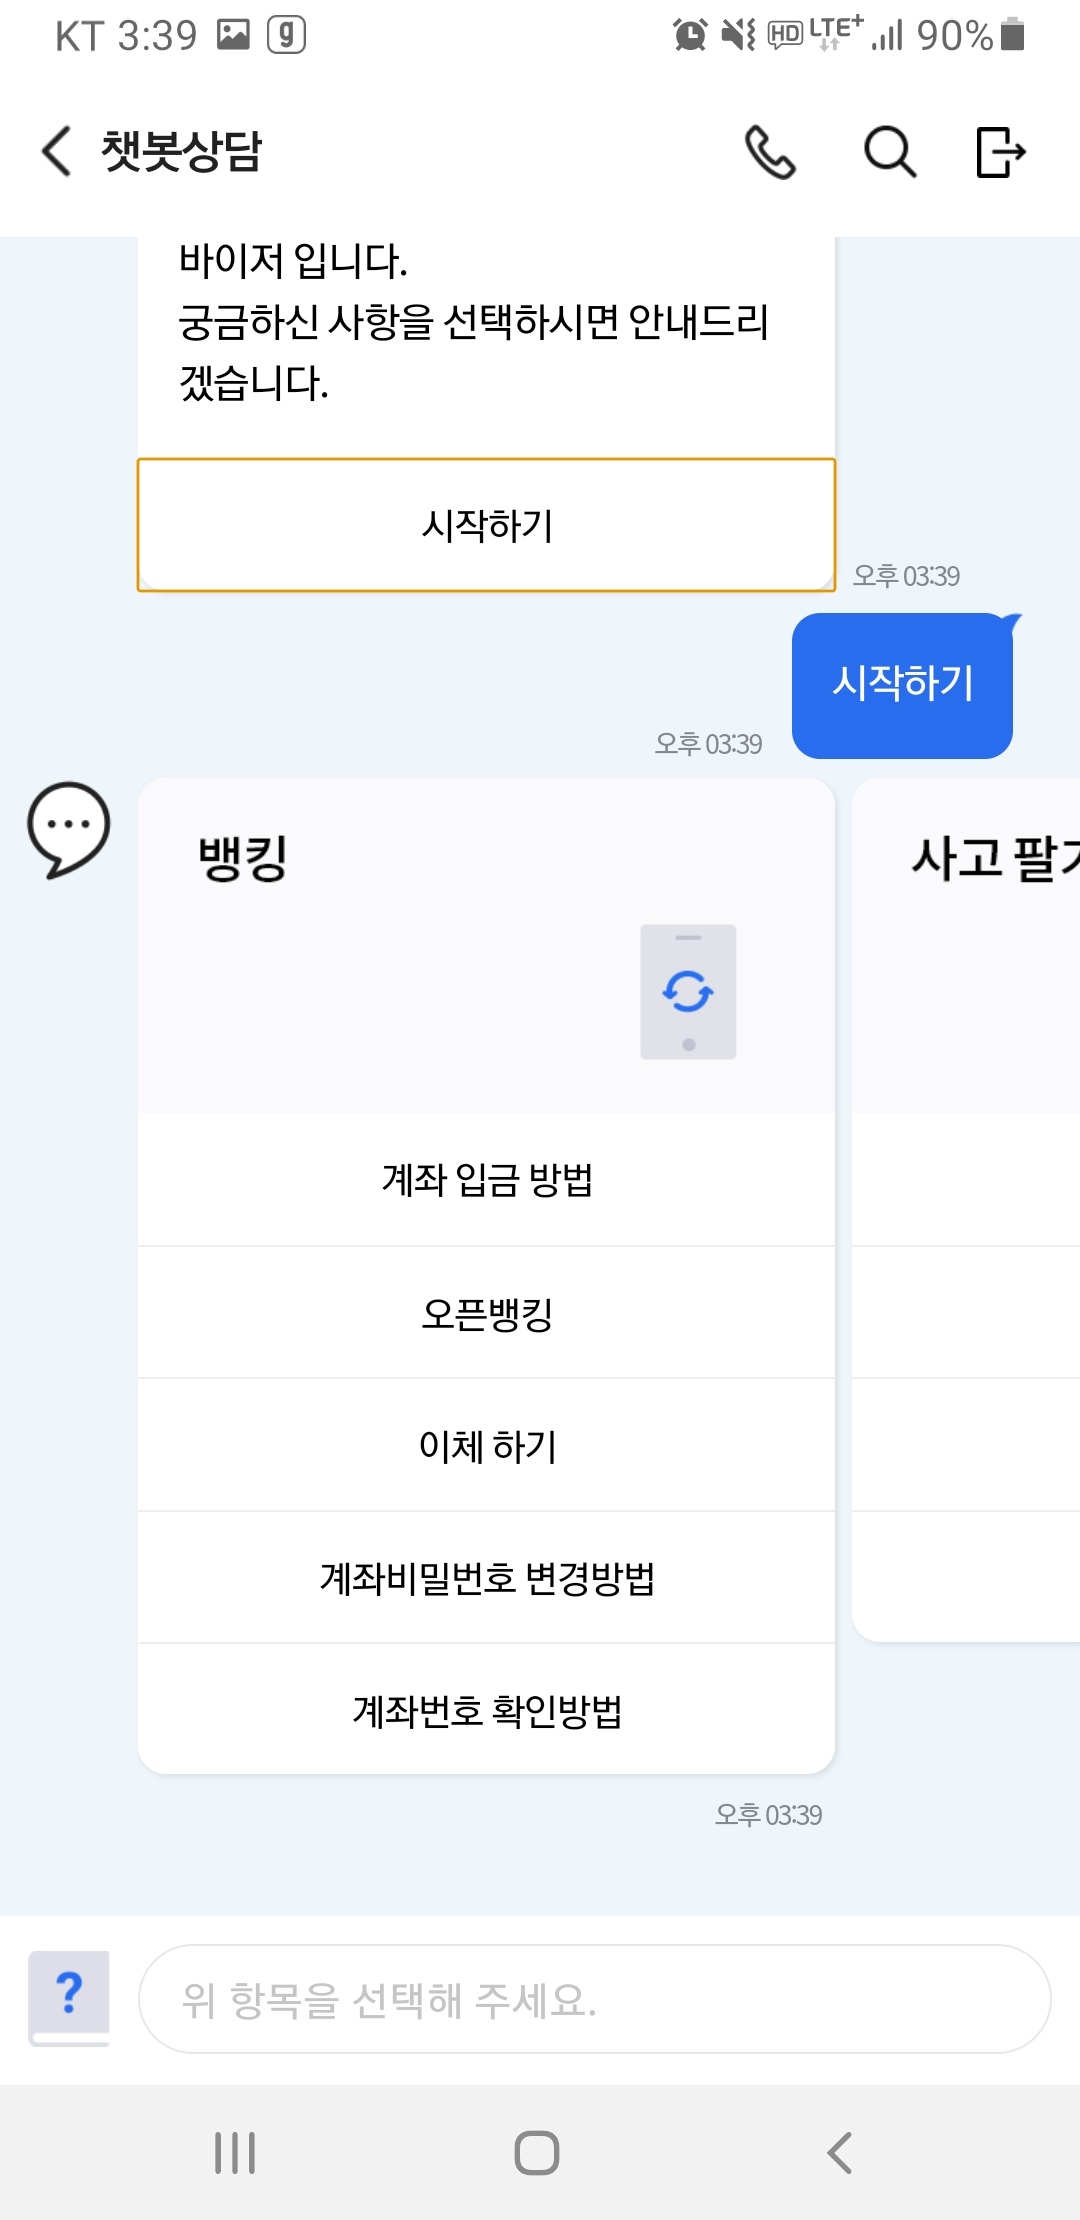 KT 3:39 g HD LTE+ 90%
챗봇상담
바이저 입니다.
궁금하신 사항을 선택하시면 안내드리
겠습니다.
시작하기
오후 03:39
시작하기
오후 03:39
뱅킹
사고 팔
계좌 입금 방법
오픈뱅킹
이체 하기
계좌비밀번호 변경방법
계좌번호 확인방법
오후 03:39
?
위 항목을 선택해 주세요.